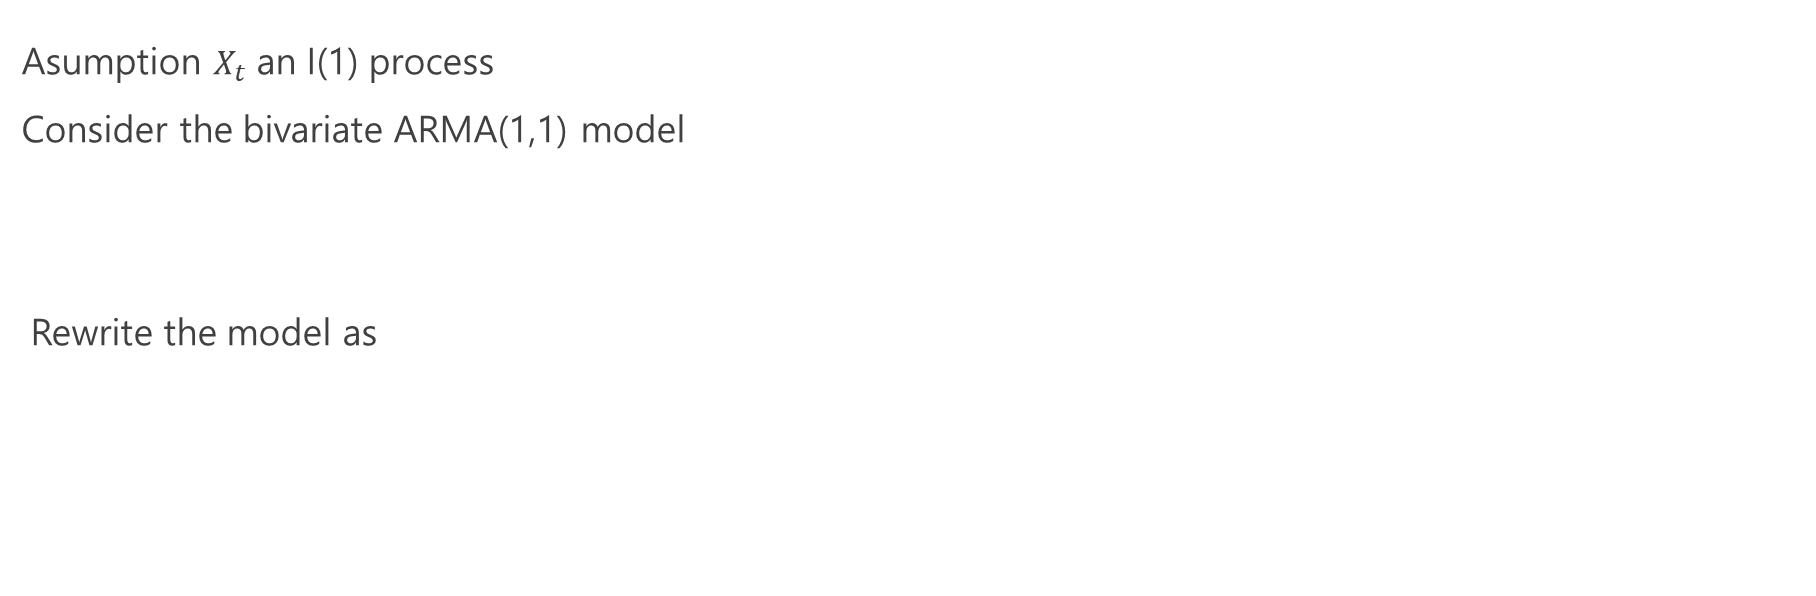 Asumption X_t an I(1) process
Consider the bivariate ARMA(1,1) model
Rewrite the model as